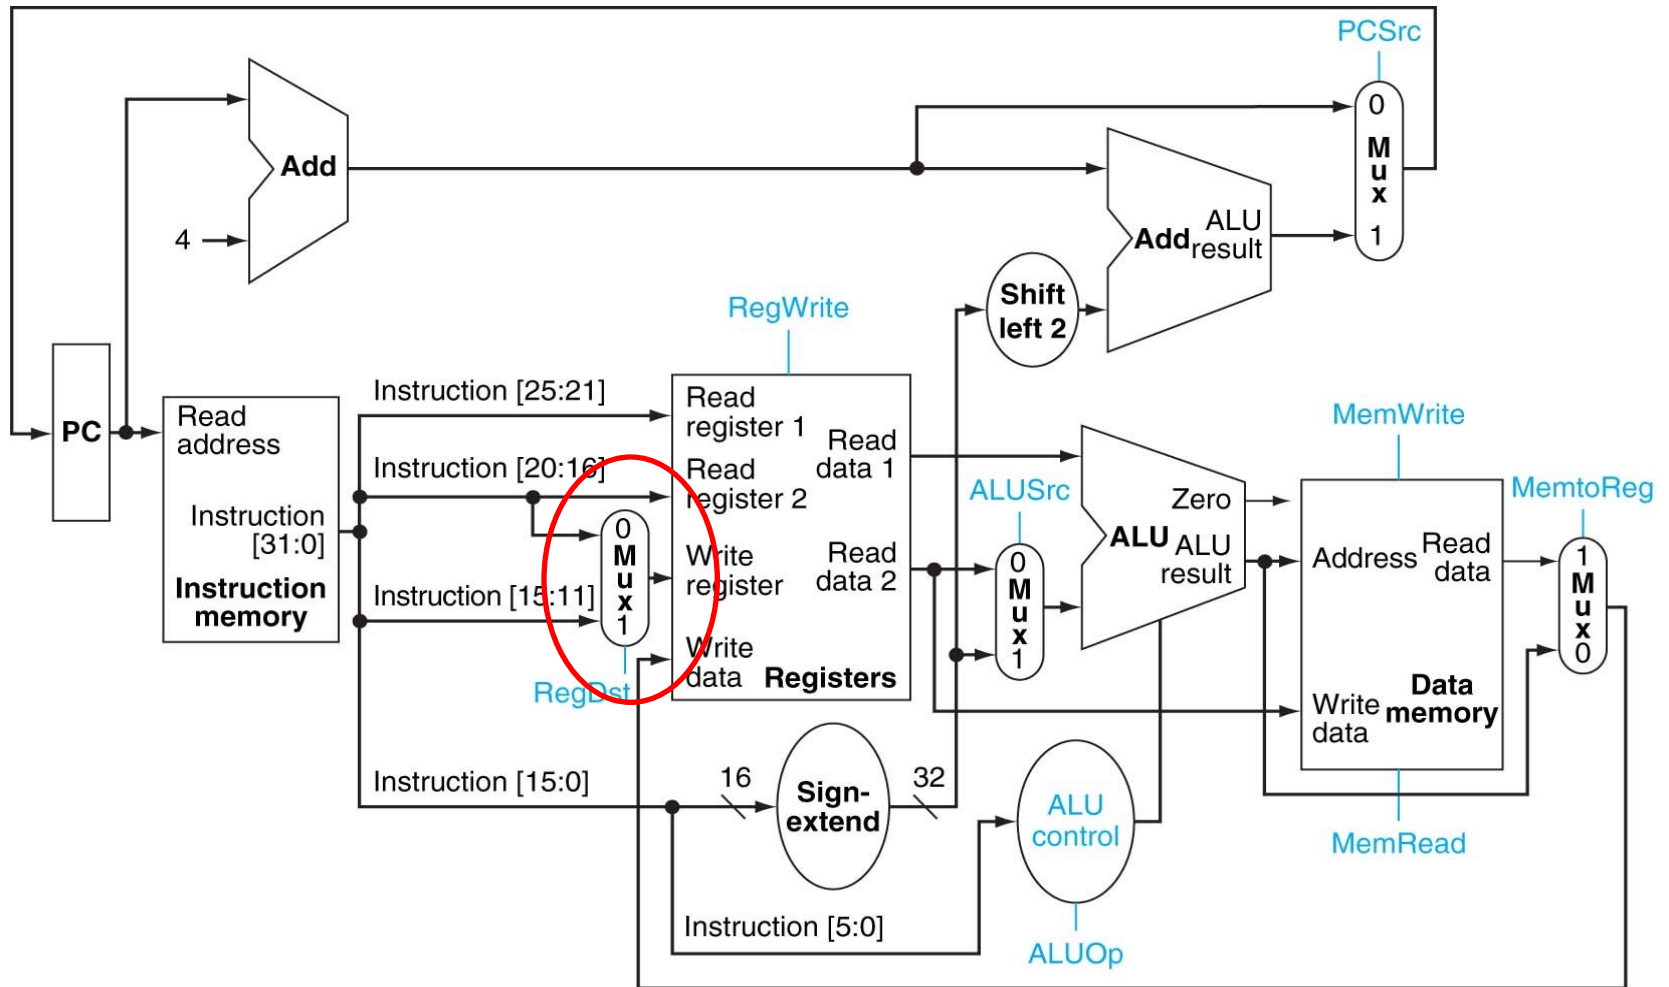 PCSrc
0
M
u
x
1
Add
4
Add
ALU
result
Shift
left 2
RegWrite
PC
Read
address
Instruction
[31:0]
Instruction
memory
Instruction [25:21]
Instruction [20:16]
Instruction [15:11]
0
M
u
x
1
RegDst
Read
register 1
Read
register 2
Write
register
Write
data
Read
data 1
Read
data 2
Registers
ALUSrc
0
M
u
x
1
Zero
ALU
ALU
result
MemWrite
Address
Read
data
Write
data
Data
memory
MemRead
MemtoReg
1
M
u
x
0
Instruction [15:0]
16
Sign-
extend
32
ALU
control
Instruction [5:0]
ALUOp